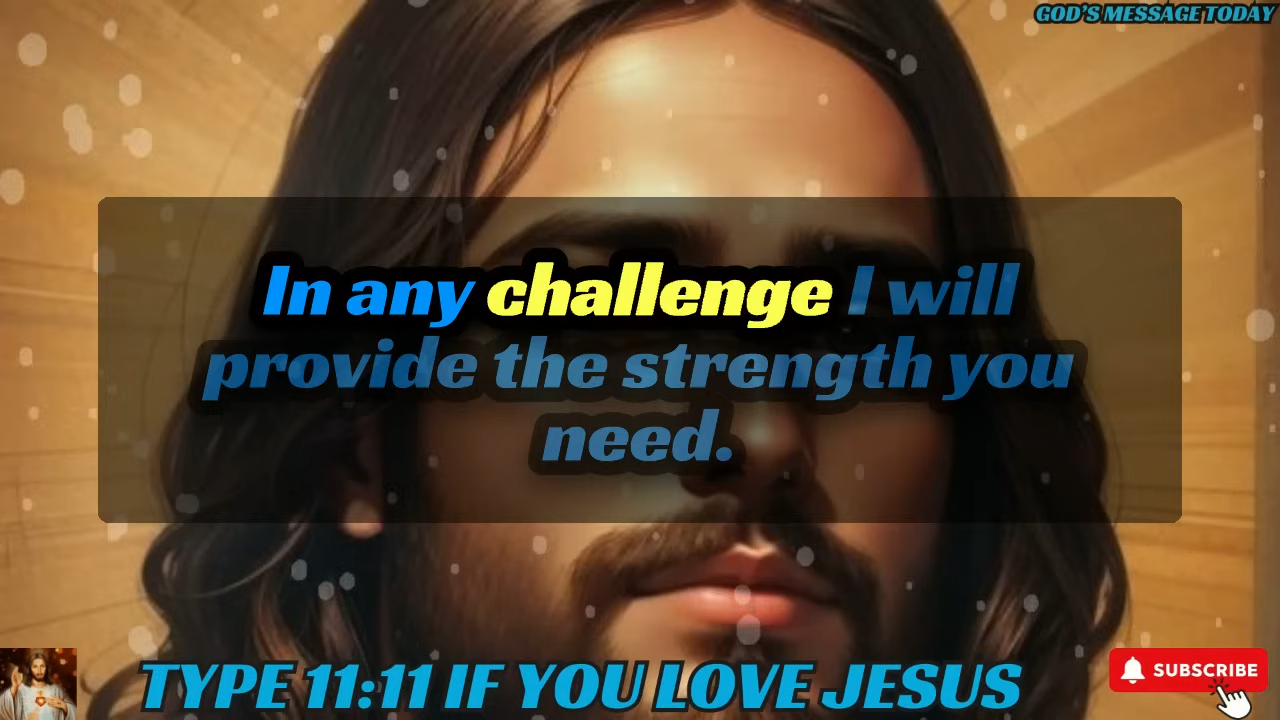 GOD'S MESSAGE TODAY
In any challenge I will
provide the strength you
need.
TYPE 11:11 IF YOU LOVE JESUS
SUBSCRIBE